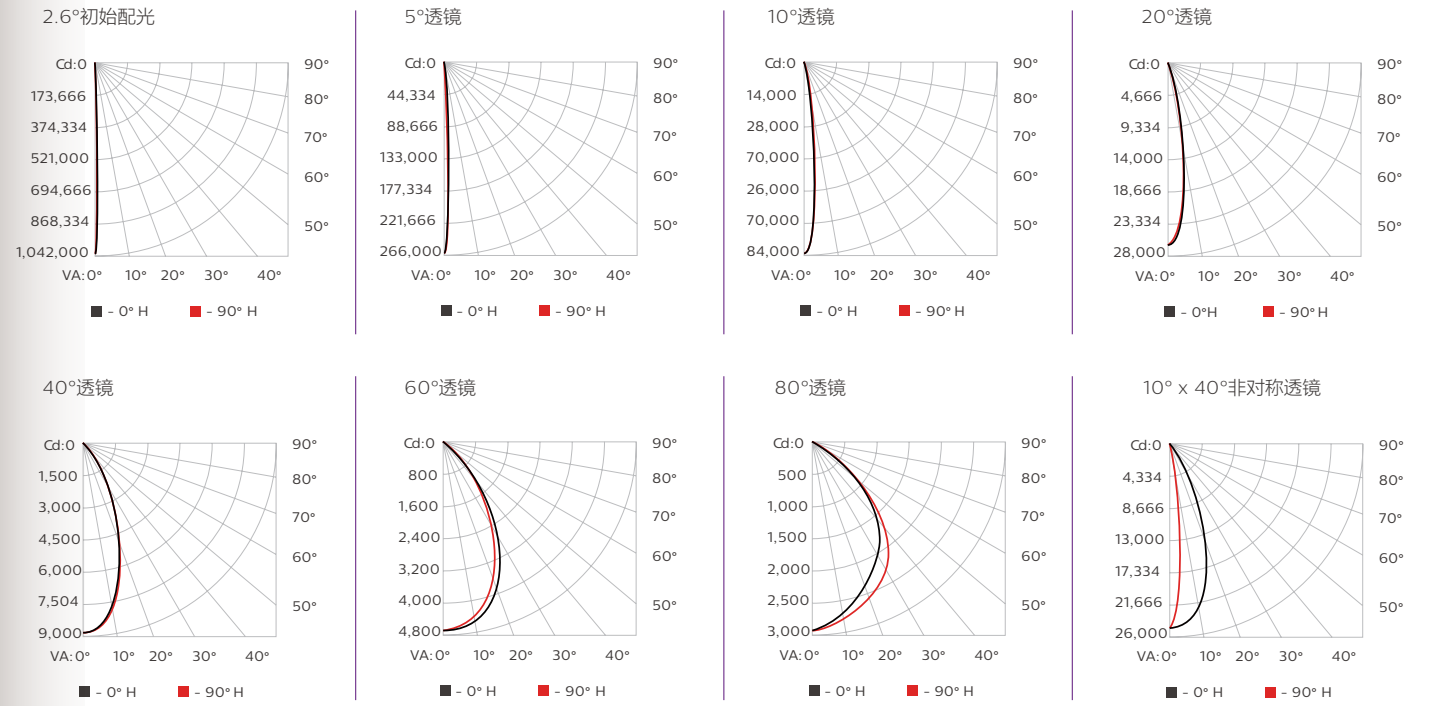 2.6°初始配光
Cd:0
173,666
374,334
521,000
694,666
868,334
1,042,000
90°
80°
70°
60°
50°
VA: 0° 10° 20° 30° 40°
- 0° H - 90° H
5°透镜
Cd:0
44,334
88,666
133,000
177,334
221,666
266,000
90°
80°
70°
60°
50°
VA: 0° 10° 20° 30° 40°
- 0° H - 90° H
10°透镜
Cd:0
14,000
28,000
70,000
26,000
70,000
84,000
90°
80°
70°
60°
50°
VA: 0° 10° 20° 30° 40°
- 0° H - 90° H
20°透镜
Cd:0
4,666
9,334
14,000
18,666
23,334
28,000
90°
80°
70°
60°
50°
VA: 0° 10° 20° 30° 40°
- 0°H - 90°H
40°透镜
Cd:0
1,500
3,000
4,500
6,000
7,504
9,000
90°
80°
70°
60°
50°
VA: 0° 10° 20° 30° 40°
- 0° H - 90° H
60°透镜
Cd:0
800
1,600
2,400
3,200
4,000
4,800
90°
80°
70°
60°
50°
VA: 0° 10° 20° 30° 40°
- 0° H - 90° H
80°透镜
Cd:0
500
1,000
1,500
2,000
2,500
3,000
90°
80°
70°
60°
50°
VA: 0° 10° 20° 30° 40°
- 0° H - 90° H
10° x 40°非对称透镜
Cd:0
4,334
8,666
13,000
17,334
21,666
26,000
90°
80°
70°
60°
50°
VA: 0° 10° 20° 30° 40°
- 0° H - 90° H